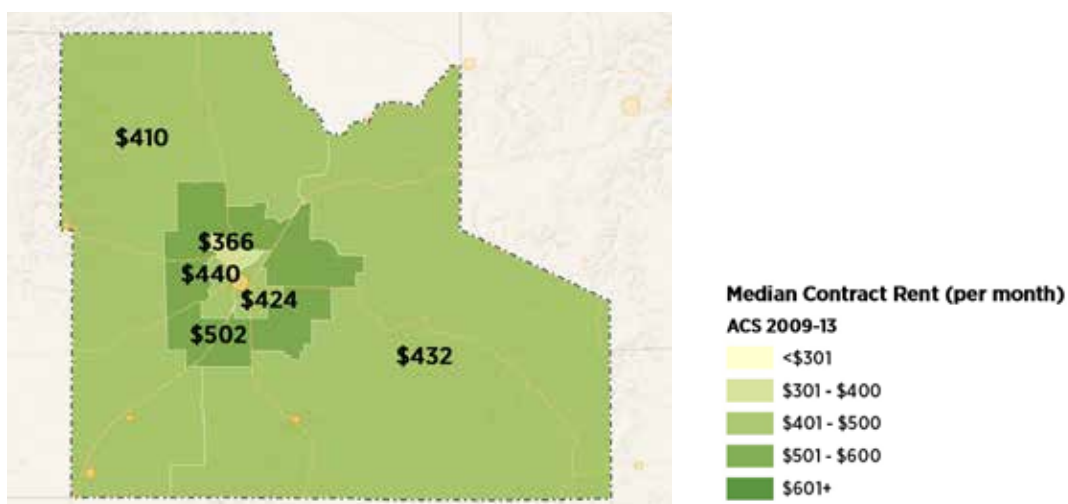 $410
$366
$440
$424
$502
$432
Median Contract Rent (per month)
ACS 2009-13
<$301
$301 - $400
$401 - $500
$501 - $600
$601+